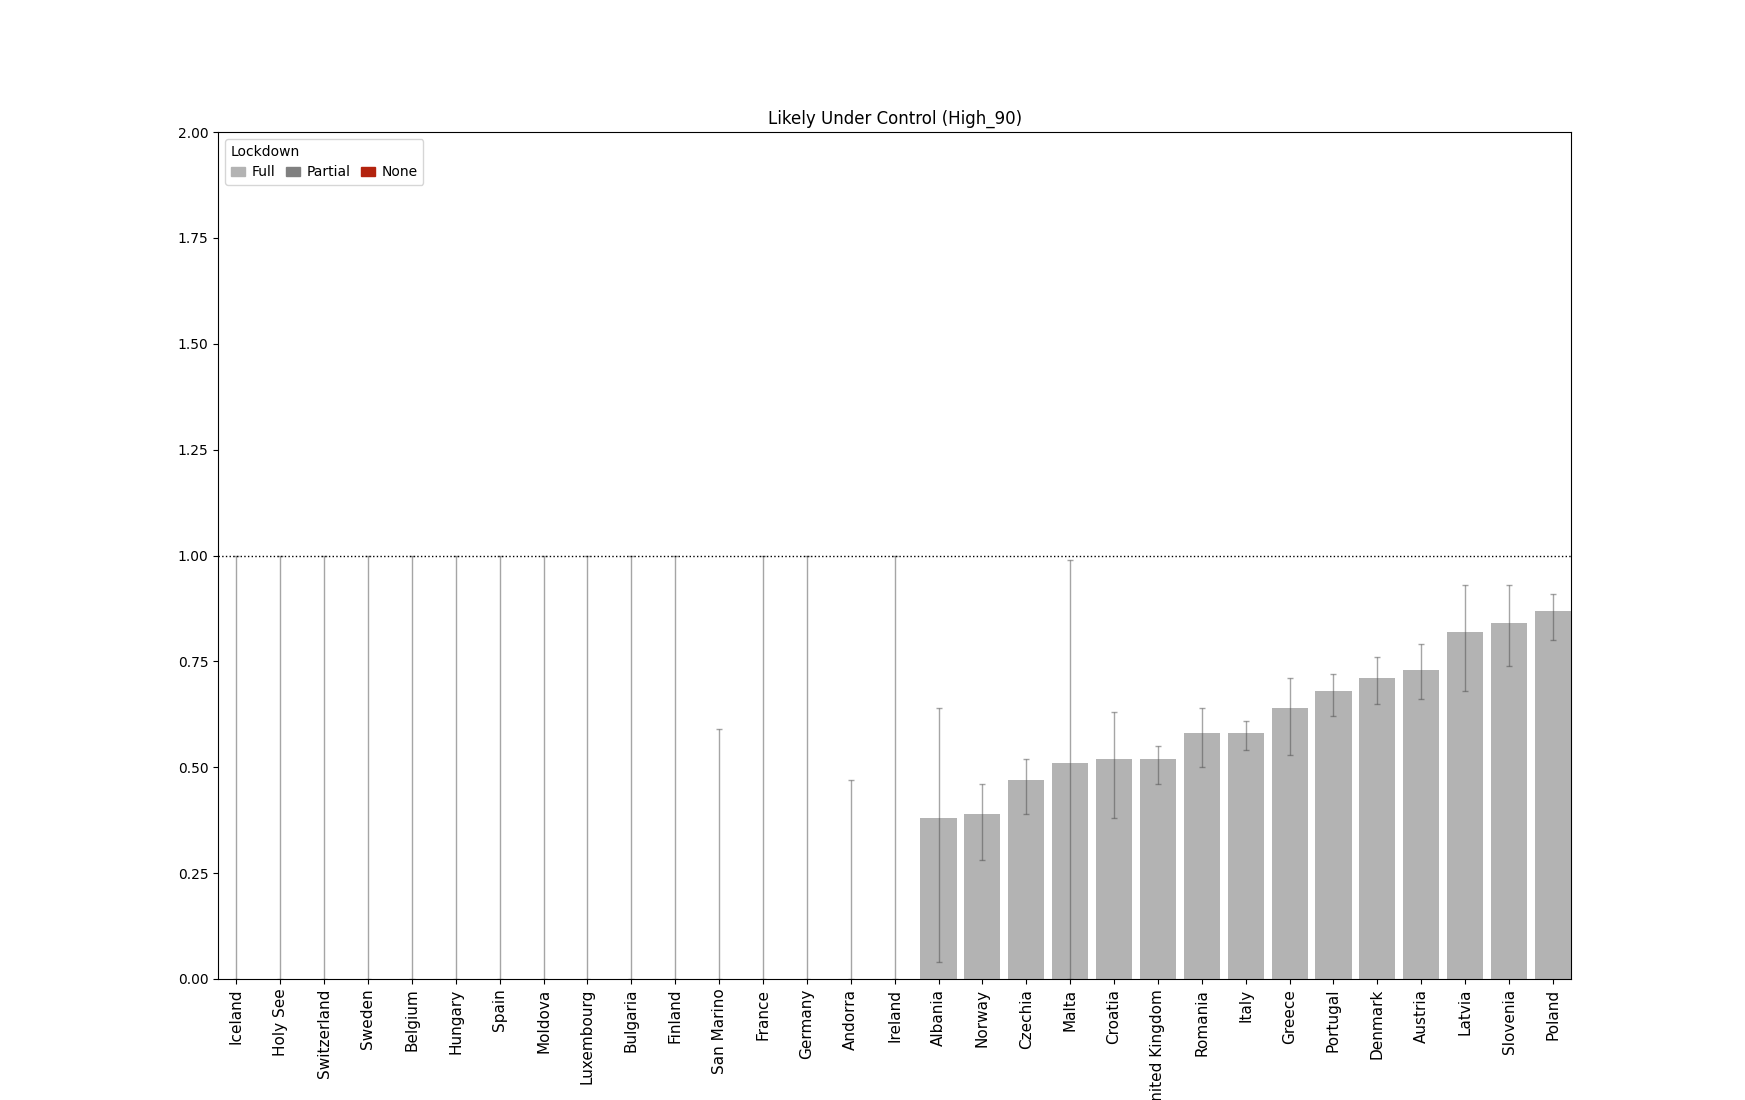 Likely Under Control (High_90)
2.00
Lockdown
Full Partial None
1.75
1.50
1.25
1.00
0.75
0.50
0.25
0.00
Iceland
Holy See
Switzerland
Sweden
Belgium
Hungary
Spain
Moldova
Luxembourg
Bulgaria
Finland
San Marino
France
Germany
Andorra
Ireland
Albania
Norway
Czechia
Malta
Croatia
nited Kingdom
Romania
Italy
Greece
Portugal
Denmark
Austria
Latvia
Slovenia
Poland